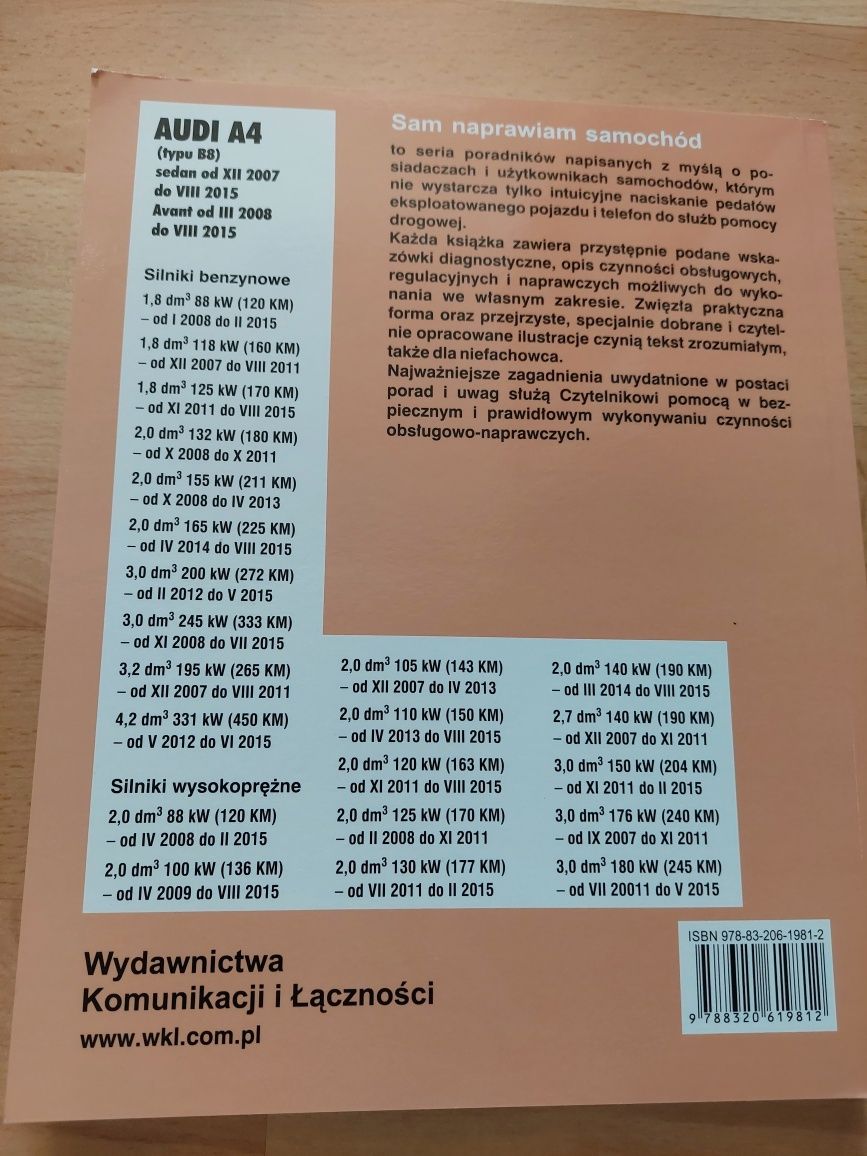 AUDI A4
(typu B8)
sedan od XII 2007
do VIII 2015
Avant od III 2008
do VIII 2015
Silniki benzynowe
1,8 dm³ 88 kW (120 KM)
– od I 2008 do II 2015
1,8 dm³ 118 kW (160 KM)
– od XII 2007 do VIII 2011
1,8 dm³ 125 kW (170 KM)
– od XI 2011 do VIII 2015
2,0 dm³ 132 kW (180 KM)
– od X 2008 do X 2011
2,0 dm³ 155 kW (211 KM)
– od X 2008 do IV 2013
2,0 dm³ 165 kW (225 KM)
– od IV 2014 do VIII 2015
3,0 dm³ 200 kW (272 KM)
– od II 2012 do V 2015
3,0 dm³ 245 kW (333 KM)
– od XI 2008 do VII 2015
3,2 dm³ 195 kW (265 KM)
– od XII 2007 do VIII 2011
4,2 dm³ 331 kW (450 KM)
– od V 2012 do VI 2015
Silniki wysokoprężne
2,0 dm³ 88 kW (120 KM)
– od IV 2008 do II 2015
2,0 dm³ 100 kW (136 KM)
– od IV 2009 do VIII 2015
2,0 dm³ 105 kW (143 KM)
– od XII 2007 do IV 2013
2,0 dm³ 110 kW (150 KM)
– od IV 2013 do VIII 2015
2,0 dm³ 120 kW (163 KM)
– od XI 2011 do VIII 2015
2,0 dm³ 125 kW (170 KM)
– od II 2008 do XI 2011
2,0 dm³ 130 kW (177 KM)
– od VII 2011 do II 2015
2,0 dm³ 140 kW (190 KM)
– od III 2014 do VIII 2015
2,7 dm³ 140 kW (190 KM)
– od XII 2007 do XI 2011
3,0 dm³ 150 kW (204 KM)
– od XI 2011 do II 2015
3,0 dm³ 176 kW (240 KM)
– od IX 2007 do XI 2011
3,0 dm³ 180 kW (245 KM)
– od VII 20011 do V 2015
Sam naprawiam samochód
to seria poradników napisanych z myślą o po-
siadaczach i użytkownikach samochodów, którym
nie wystarcza tylko intuicyjne naciskanie pedałów
eksploatowanego pojazdu i telefon do służb pomocy
drogowej.
Każda książka zawiera przystępnie podane wska-
zówki diagnostyczne, opis czynności obsługowych,
regulacyjnych i naprawczych możliwych do wyko-
nania we własnym zakresie. Zwięzła praktyczna
forma oraz przejrzyste, specjalnie dobrane i czytel-
nie opracowane ilustracje czynią tekst zrozumiałym,
także dla niefachowca.
Najważniejsze zagadnienia uwydatnione w postaci
porad i uwag służą Czytelnikowi pomocą w bez-
piecznym i prawidłowym wykonywaniu czynności
obsługowo-naprawczych.
Wydawnictwa
Komunikacji i Łączności
www.wkl.com.pl
ISBN 978-83-206-1981-2
9 788320 619812